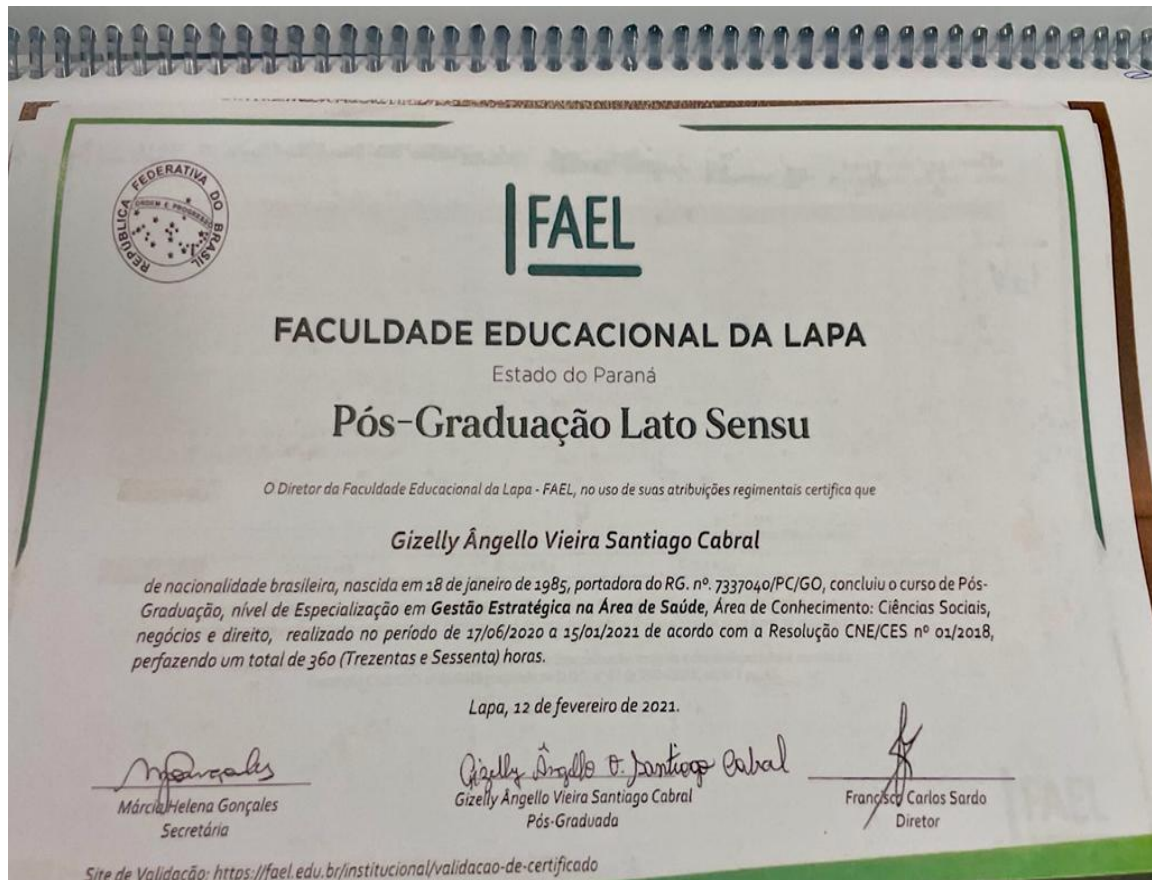 REPÚBLICA FEDERATIVA DO BRASIL
ORDEM E PROGRESSO
FAEL
FACULDADE EDUCACIONAL DA LAPA
Estado do Paraná
Pós-Graduação Lato Sensu
O Diretor da Faculdade Educacional da Lapa - FAEL, no uso de suas atribuições regimentais certifica que
Gizelly Ângello Vieira Santiago Cabral
de nacionalidade brasileira, nascida em 18 de janeiro de 1985, portadora do RG. nº. 7337040/PC/GO, concluiu o curso de Pós-
Graduação, nível de Especialização em Gestão Estratégica na Área de Saúde, Área de Conhecimento: Ciências Sociais,
negócios e direito, realizado no período de 17/06/2020 a 15/01/2021 de acordo com a Resolução CNE/CES nº 01/2018,
perfazendo um total de 360 (Trezentas e Sessenta) horas.
Lapa, 12 de fevereiro de 2021.
Gizelly Ângello V. Santiago Cabral
Márcia Helena Gonçales
Gizelly Ângello Vieira Santiago Cabral
Francisco Carlos Sardo
Secretária
Pós-Graduada
Diretor
Site de Validação: https://fael.edu.br/institucional/validacao-de-certificado